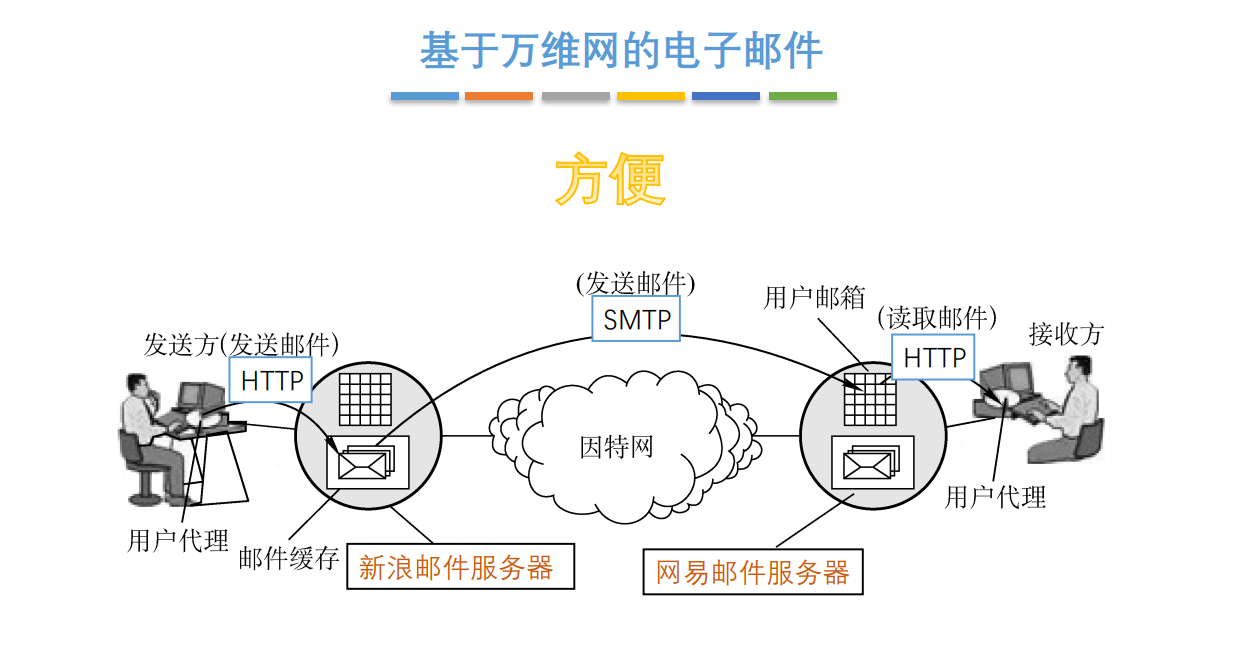 基于万维网的电子邮件
方便
(发送邮件)
SMTP
用户邮箱
(读取邮件)
HTTP
接收方
发送方(发送邮件)
HTTP
因特网
用户代理
用户代理
邮件缓存
新浪邮件服务器
网易邮件服务器